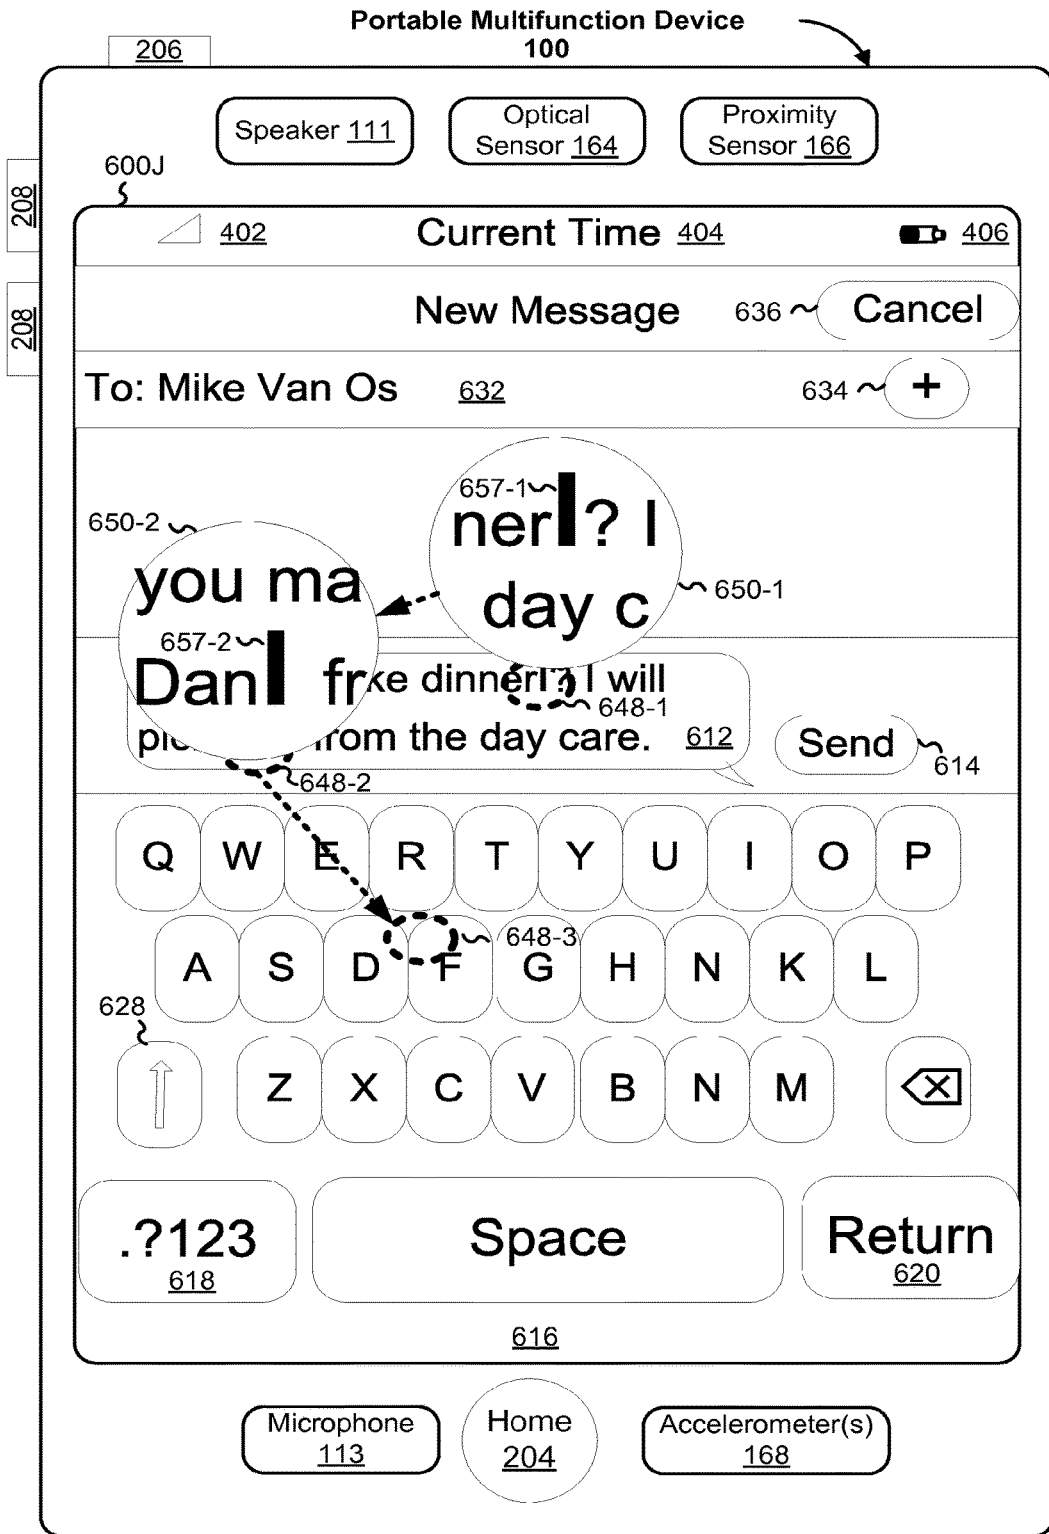 Portable Multifunction Device
100
206
Speaker 111
Optical
Sensor 164
Proximity
Sensor 166
208
208
600J
402
Current Time 404
406
New Message
636
Cancel
To: Mike Van Os
632
634
+
657-1
ner? I
day c
650-1
650-2
you ma
657-2
Dan fr
ke dinner? I will
648-1
pic
from the day care.
612
Send
614
648-2
Q W E R T Y U I O P
648-3
A S D F G H N K L
628
Z X C V B N M
.?123
618
Space
Return
620
616
Microphone
113
Home
204
Accelerometer(s)
168